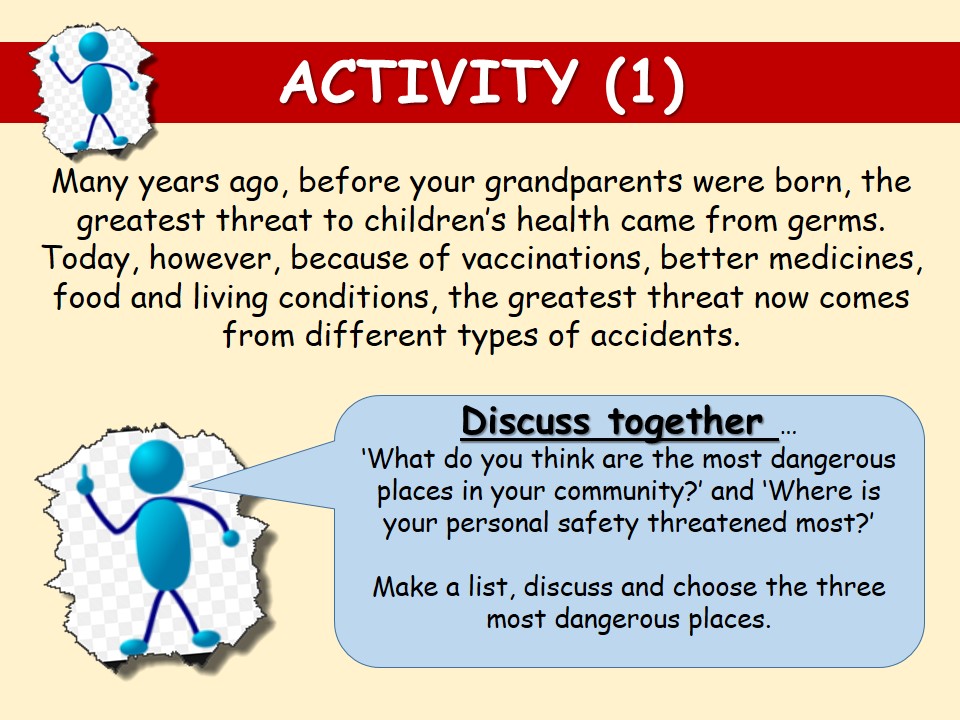 ACTIVITY (1)
Many years ago, before your grandparents were born, the
greatest threat to children’s health came from germs.
Today, however, because of vaccinations, better medicines,
food and living conditions, the greatest threat now comes
from different types of accidents.
Discuss together ...
‘What do you think are the most dangerous
places in your community?’ and ‘Where is
your personal safety threatened most?’
Make a list, discuss and choose the three
most dangerous places.